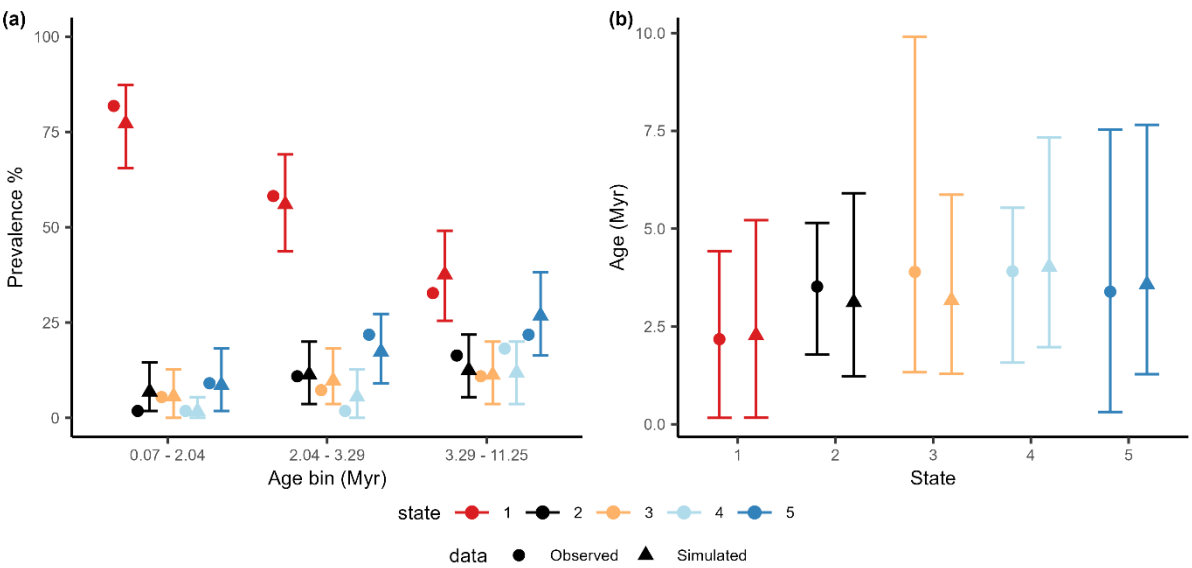 (a)
100
75
50
25
0
Prevalence %
0.07 - 2.04
2.04 - 3.29
3.29 - 11.25
Age bin (Myr)
(b)
10.0
7.5
5.0
2.5
0.0
Age (Myr)
1
2
3
4
5
State
state 1 2 3 4 5
data Observed Simulated